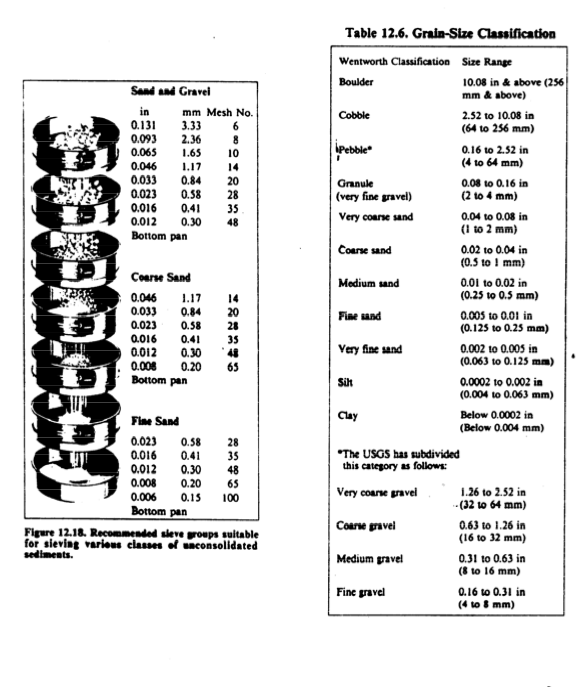 Sand and Gravel
in mm Mesh No.
0.131 3.33 6
0.093 2.36 8
0.065 1.65 10
0.046 1.17 14
0.033 0.84 20
0.023 0.58 28
0.016 0.41 35
0.012 0.30 48
Bottom pan
Coarse Sand
0.046 1.17 14
0.033 0.84 20
0.023 0.58 28
0.016 0.41 35
0.012 0.30 48
0.008 0.20 65
Bottom pan
Fine Sand
0.023 0.58 28
0.016 0.41 35
0.012 0.30 48
0.008 0.20 65
0.006 0.15 100
Bottom pan
Figure 12.18. Recommended sieve groups suitable
for sieving various classes of unconsolidated
sediments.
Table 12.6. Grain-Size Classification
Wentworth Classification Size Range
Boulder 10.08 in & above (256
mm & above)
Cobble 2.52 to 10.08 in
(64 to 256 mm)
Pebble* 0.16 to 2.52 in
(4 to 64 mm)
Granule 0.08 to 0.16 in
(very fine gravel) (2 to 4 mm)
Very coarse sand 0.04 to 0.08 in
(1 to 2 mm)
Coarse sand 0.02 to 0.04 in
(0.5 to 1 mm)
Medium sand 0.01 to 0.02 in
(0.25 to 0.5 mm)
Fine sand 0.005 to 0.01 in
(0.125 to 0.25 mm)
Very fine sand 0.002 to 0.005 in
(0.063 to 0.125 mm)
Silt 0.0002 to 0.002 in
(0.004 to 0.063 mm)
Clay Below 0.0002 in
(Below 0.004 mm)
*The USGS has subdivided
this category as follows:
Very coarse gravel 1.26 to 2.52 in
(32 to 64 mm)
Coarse gravel 0.63 to 1.26 in
(16 to 32 mm)
Medium gravel 0.31 to 0.63 in
(8 to 16 mm)
Fine gravel 0.16 to 0.31 in
(4 to 8 mm)